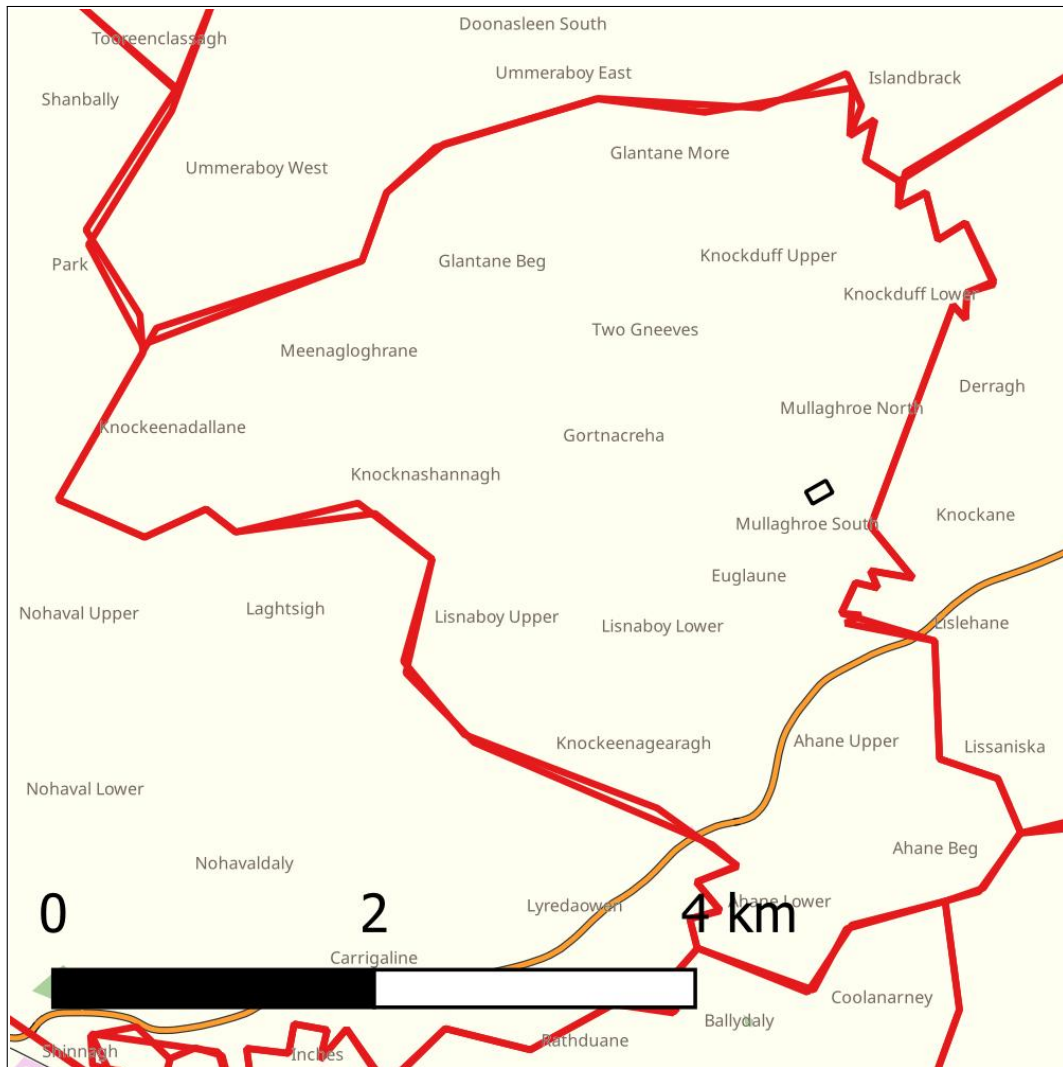 Doonasleen South
Tooreenclassagh
Ummeraboy East
Islandbrack
Shanbally
Glantane More
Ummeraboy West
Knockduff Upper
Glantane Beg
Park
Knockduff Lower
Two Gneeves
Meenagloghrane
Derragh
Mullaghroe North
Knockeenadallane
Gortnacreha
Knocknashannagh
Knockane
Mullaghroe South
Euglaune
Laghtsigh
Nohaval Upper
Lisnaboy Upper
Lislehane
Lisnaboy Lower
Ahane Upper
Knockeenagearagh
Lissaniska
Nohaval Lower
Ahane Beg
Nohavaldaly
Ahane Lower
Lyredaowen
0 2 4 km
Carrigaline
Coolanarney
Ballydaly
Rathduane
Shinnagh
Inches